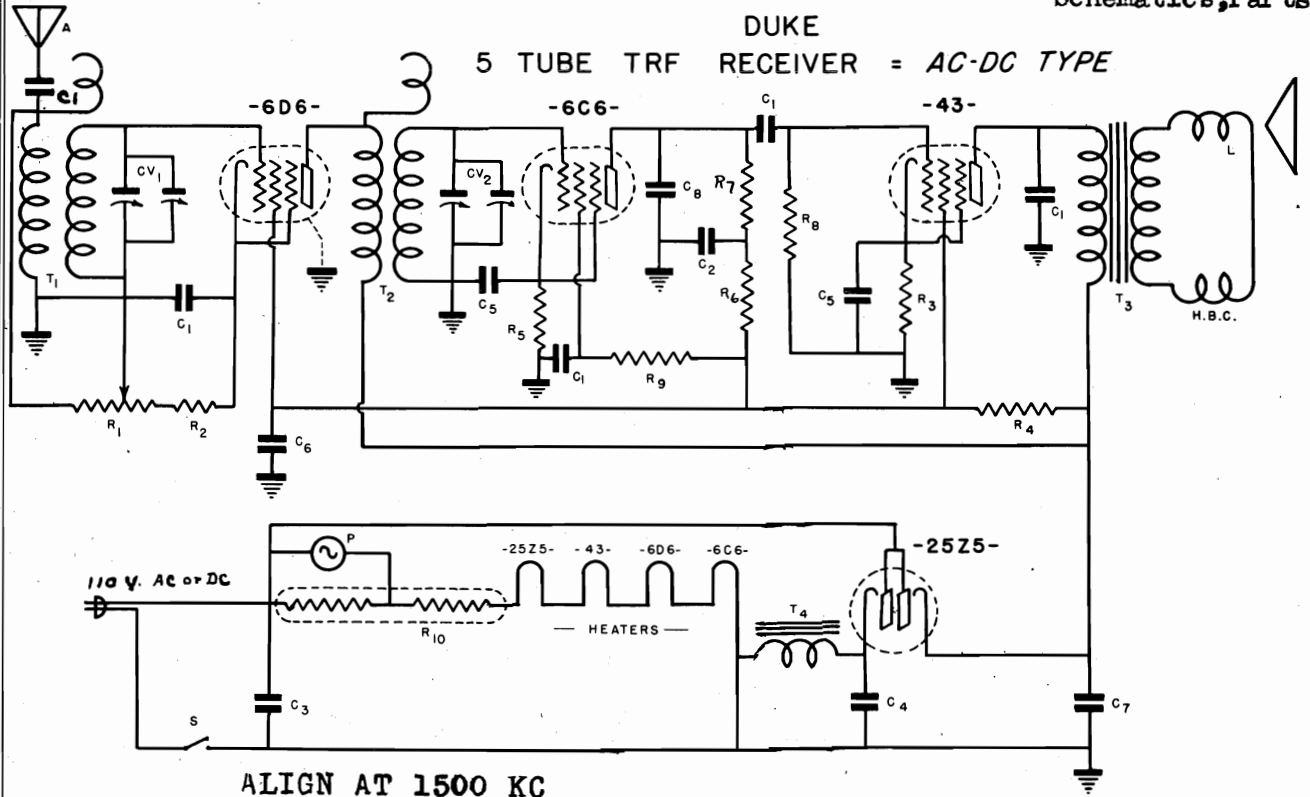 Schematics,Parts
DUKE
5 TUBE TRF RECEIVER = AC-DC TYPE
A
C1
-6D6-
-6C6-
C1
-43-
CV1
CV2
C8
R7
R8
C1
L
T1
C1
T2
C5
R5
C2
R6
C5
R3
T3
H.B.C.
C1
R9
R1
R2
R4
C6
P
-25Z5- -43- -6D6- -6C6-
-25Z5-
110 V. AC or DC
R10
— HEATERS —
T4
C3
C4
C7
S
ALIGN AT 1500 KC